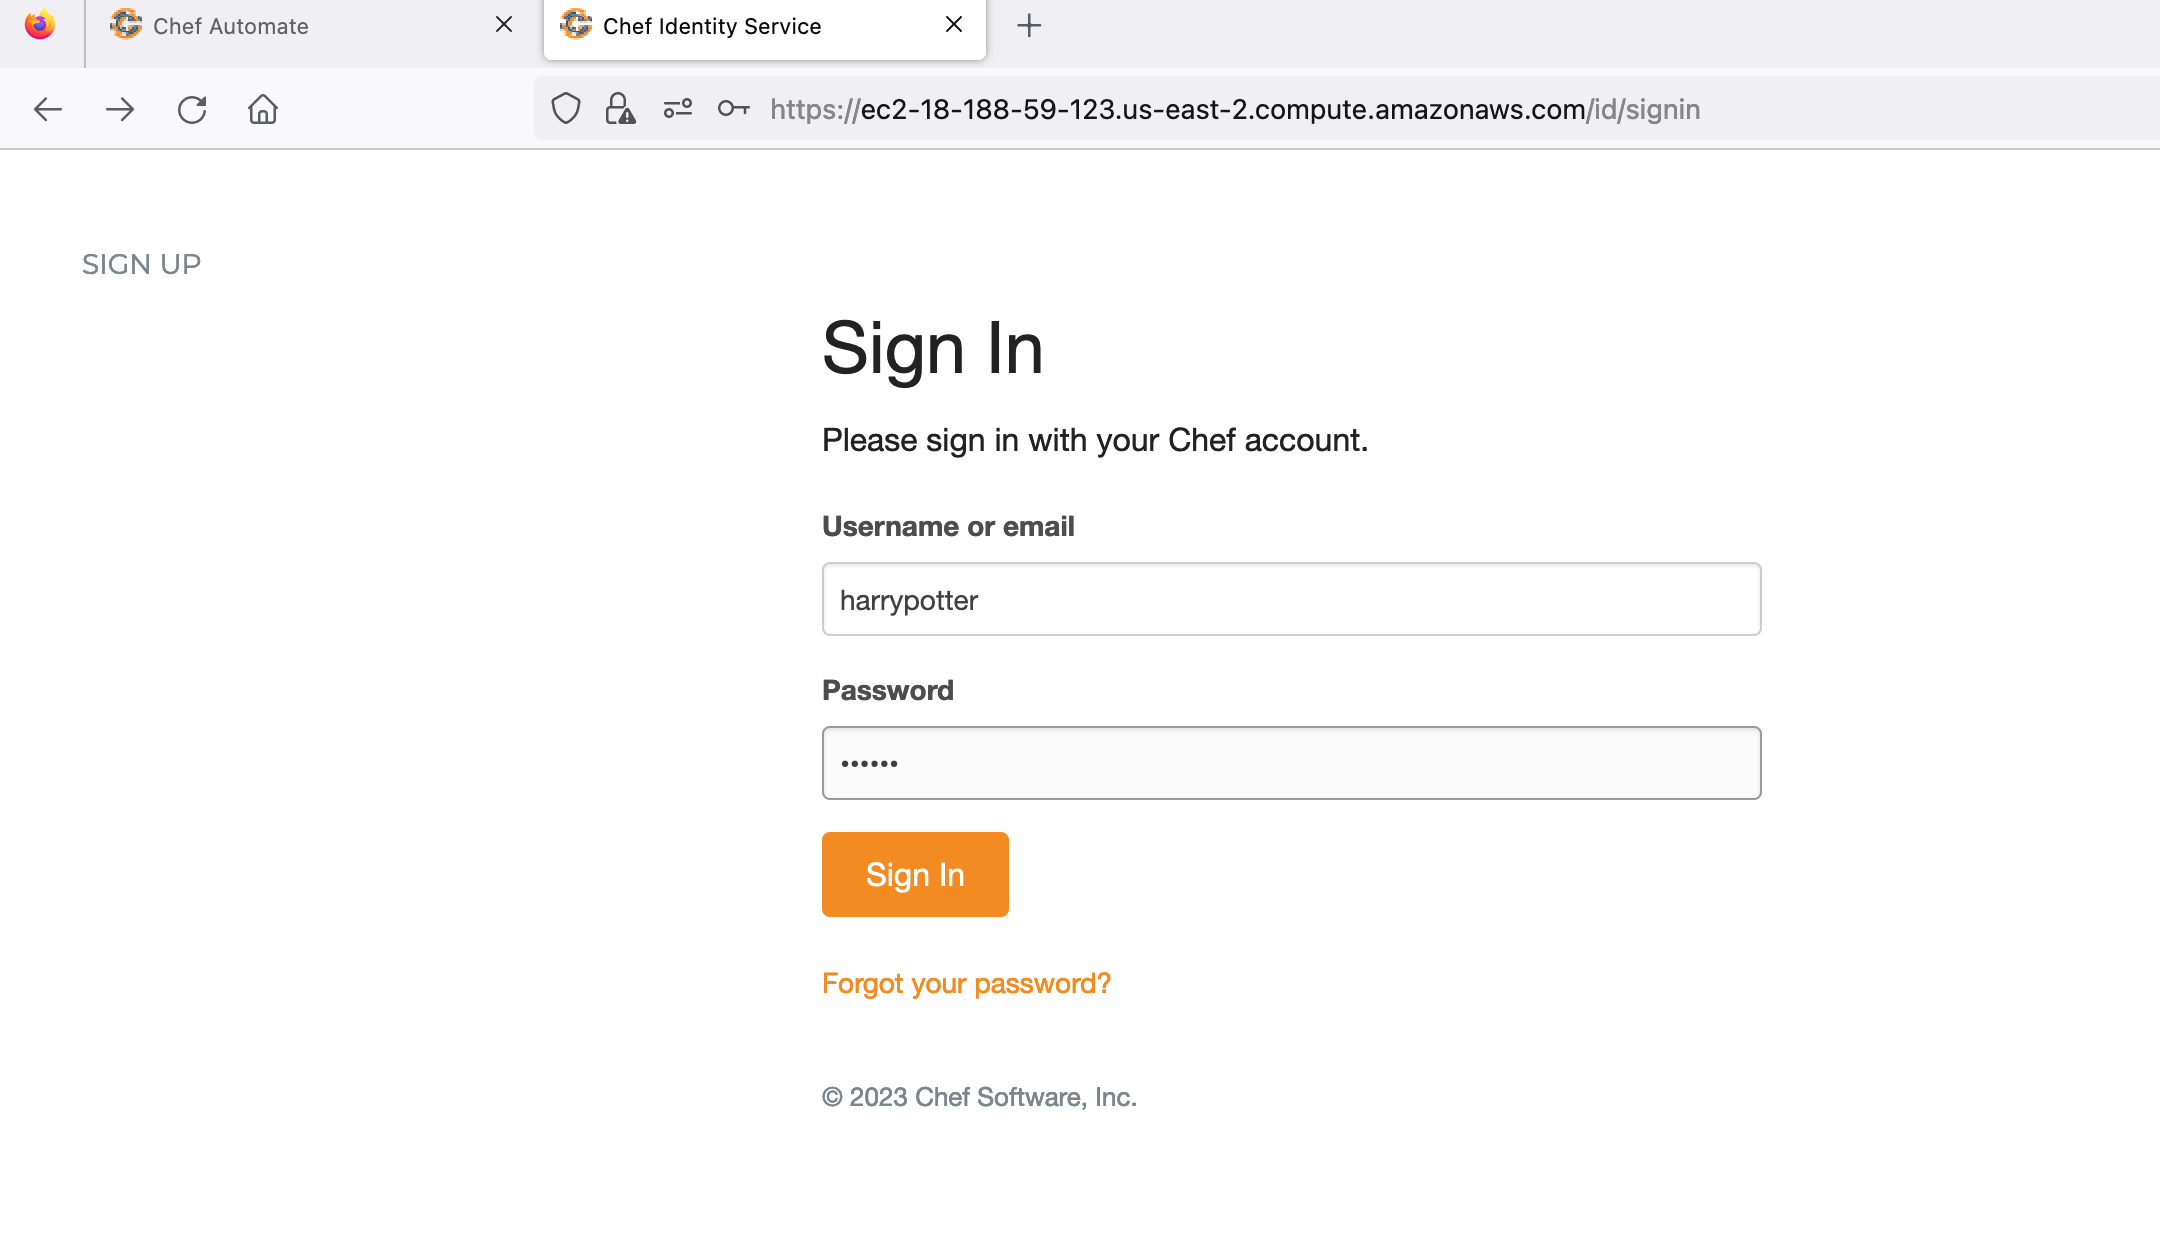 Chef Automate
Chef Identity Service
https://ec2-18-188-59-123.us-east-2.compute.amazonaws.com/id/signin
SIGN UP
Sign In
Please sign in with your Chef account.
Username or email
harrypotter
Password
••••••
Sign In
Forgot your password?
© 2023 Chef Software, Inc.